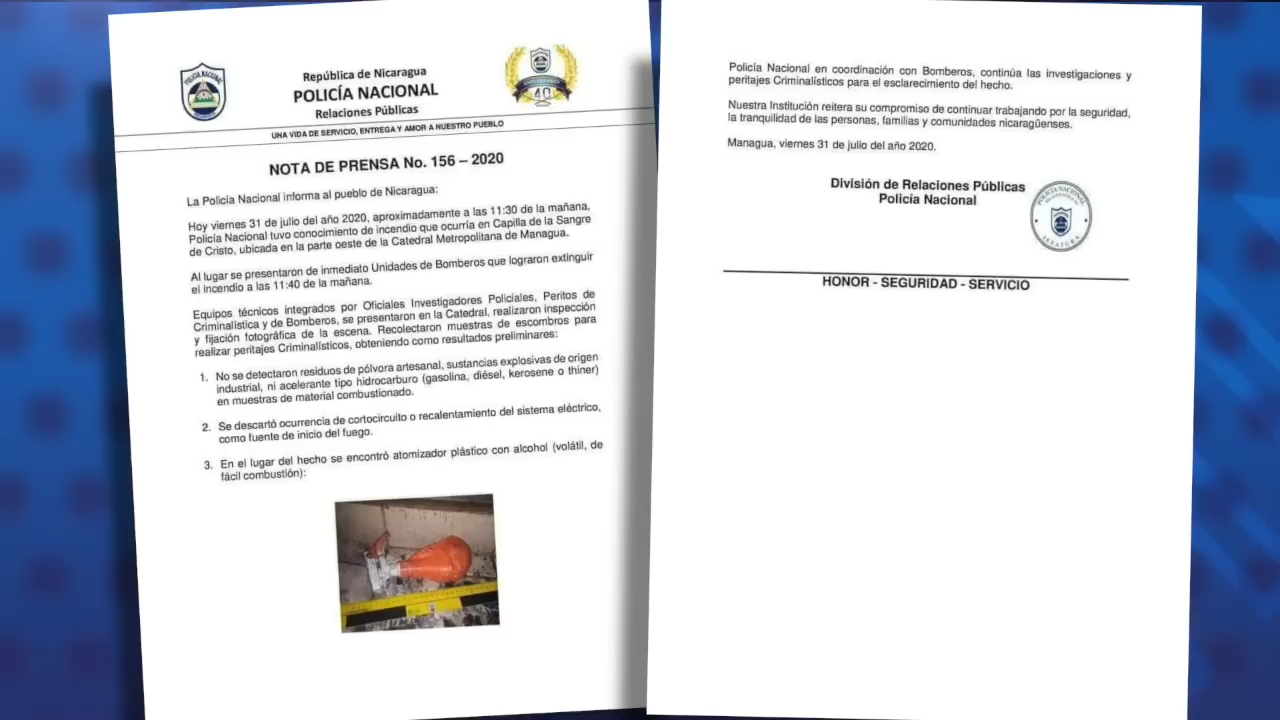 POLICÍA NACIONAL
República de Nicaragua
POLICÍA NACIONAL
Relaciones Públicas
40
UNA VIDA DE SERVICIO, ENTREGA Y AMOR A NUESTRO PUEBLO
NOTA DE PRENSA No. 156 – 2020
La Policía Nacional informa al pueblo de Nicaragua:
Hoy viernes 31 de julio del año 2020, aproximadamente a las 11:30 de la mañana,
Policía Nacional tuvo conocimiento de incendio que ocurría en Capilla de la Sangre
de Cristo, ubicada en la parte oeste de la Catedral Metropolitana de Managua.
Al lugar se presentaron de inmediato Unidades de Bomberos que lograron extinguir
el incendio a las 11:40 de la mañana.
Equipos técnicos integrados por Oficiales Investigadores Policiales, Peritos de
Criminalística y de Bomberos, se presentaron en la Catedral, realizaron inspección
y fijación fotográfica de la escena. Recolectaron muestras de escombros para
realizar peritajes Criminalísticos, obteniendo como resultados preliminares:
1. No se detectaron residuos de pólvora artesanal, sustancias explosivas de origen
industrial, ni acelerante tipo hidrocarburo (gasolina, diésel, kerosene o thiner)
en muestras de material combustionado.
2. Se descartó ocurrencia de cortocircuito o recalentamiento del sistema eléctrico,
como fuente de inicio del fuego.
3. En el lugar del hecho se encontró atomizador plástico con alcohol (volátil, de
fácil combustión):
Policía Nacional en coordinación con Bomberos, continúa las investigaciones y
peritajes Criminalísticos para el esclarecimiento del hecho.
Nuestra Institución reitera su compromiso de continuar trabajando por la seguridad,
la tranquilidad de las personas, familias y comunidades nicaragüenses.
Managua, viernes 31 de julio del año 2020.
División de Relaciones Públicas
Policía Nacional
POLICÍA NACIONAL
JEFATURA
HONOR - SEGURIDAD - SERVICIO